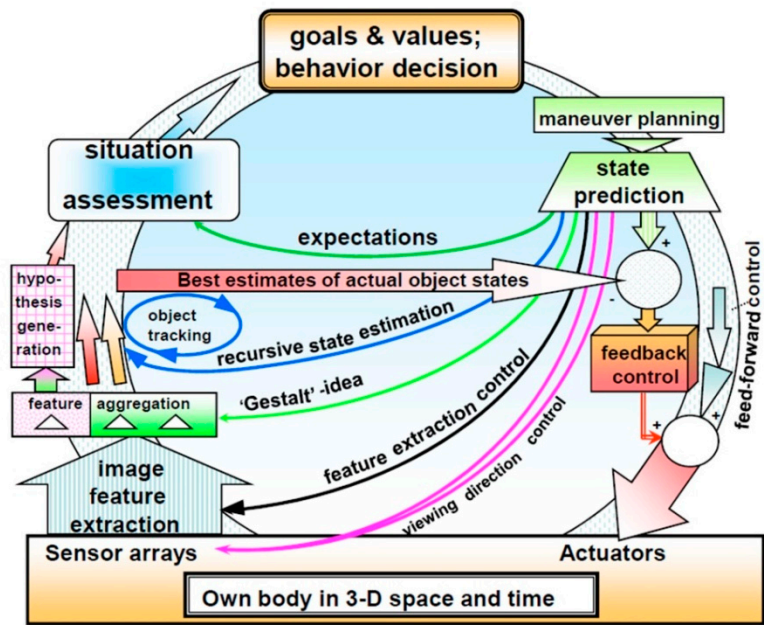 goals & values;
behavior decision
maneuver planning
situation
assessment
state
prediction
expectations
+
Best estimates of actual object states
-
hypo-
thesis
gene-
ration
object
tracking
recursive state estimation
feedback
control
feed-forward control
'Gestalt' -idea
feature aggregation
feature extraction control
viewing direction control
+
+
image
feature
extraction
Sensor arrays
Actuators
Own body in 3-D space and time